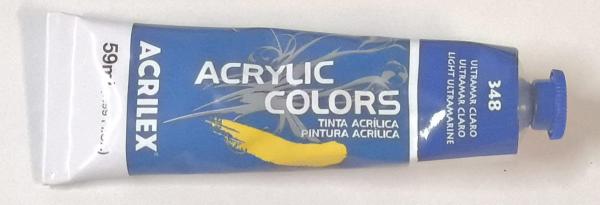 59ml
ACRILEX
ACRYLIC
COLORS
TINTA ACRÍLICA
PINTURA ACRÍLICA
348
ULTRAMAR CLARO
ULTRAMAR CLARO
LIGHT ULTRAMARINE